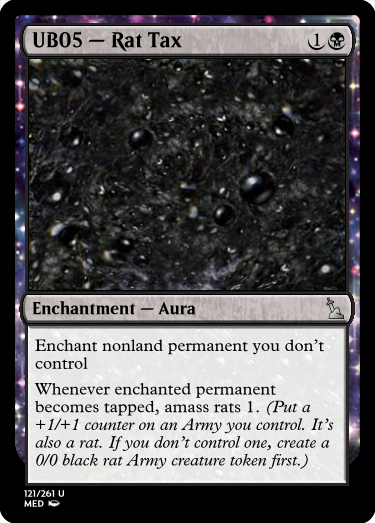 UB05 — Rat Tax 1
Enchantment — Aura
Enchant nonland permanent you don't
control
Whenever enchanted permanent
becomes tapped, amass rats 1. (Put a
+1/+1 counter on an Army you control. It's
also a rat. If you don't control one, create a
0/0 black rat Army creature token first.)
121/261 U
MED